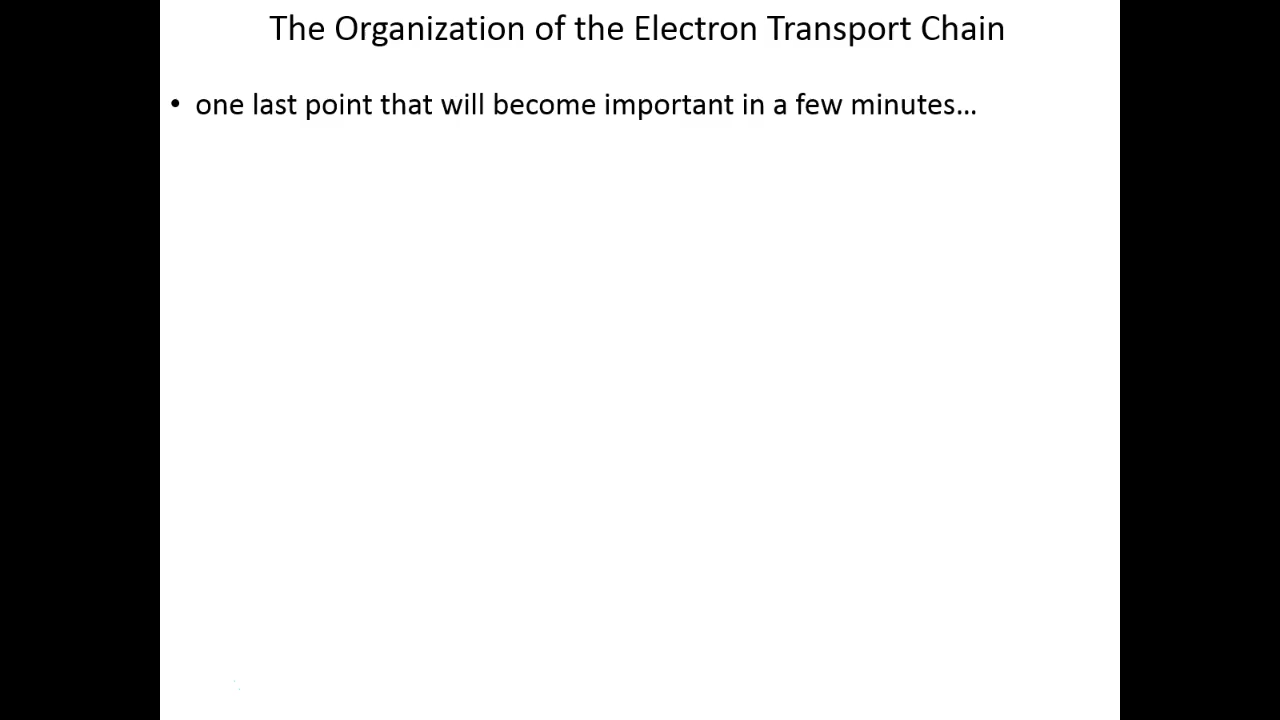 The Organization of the Electron Transport Chain
• one last point that will become important in a few minutes…